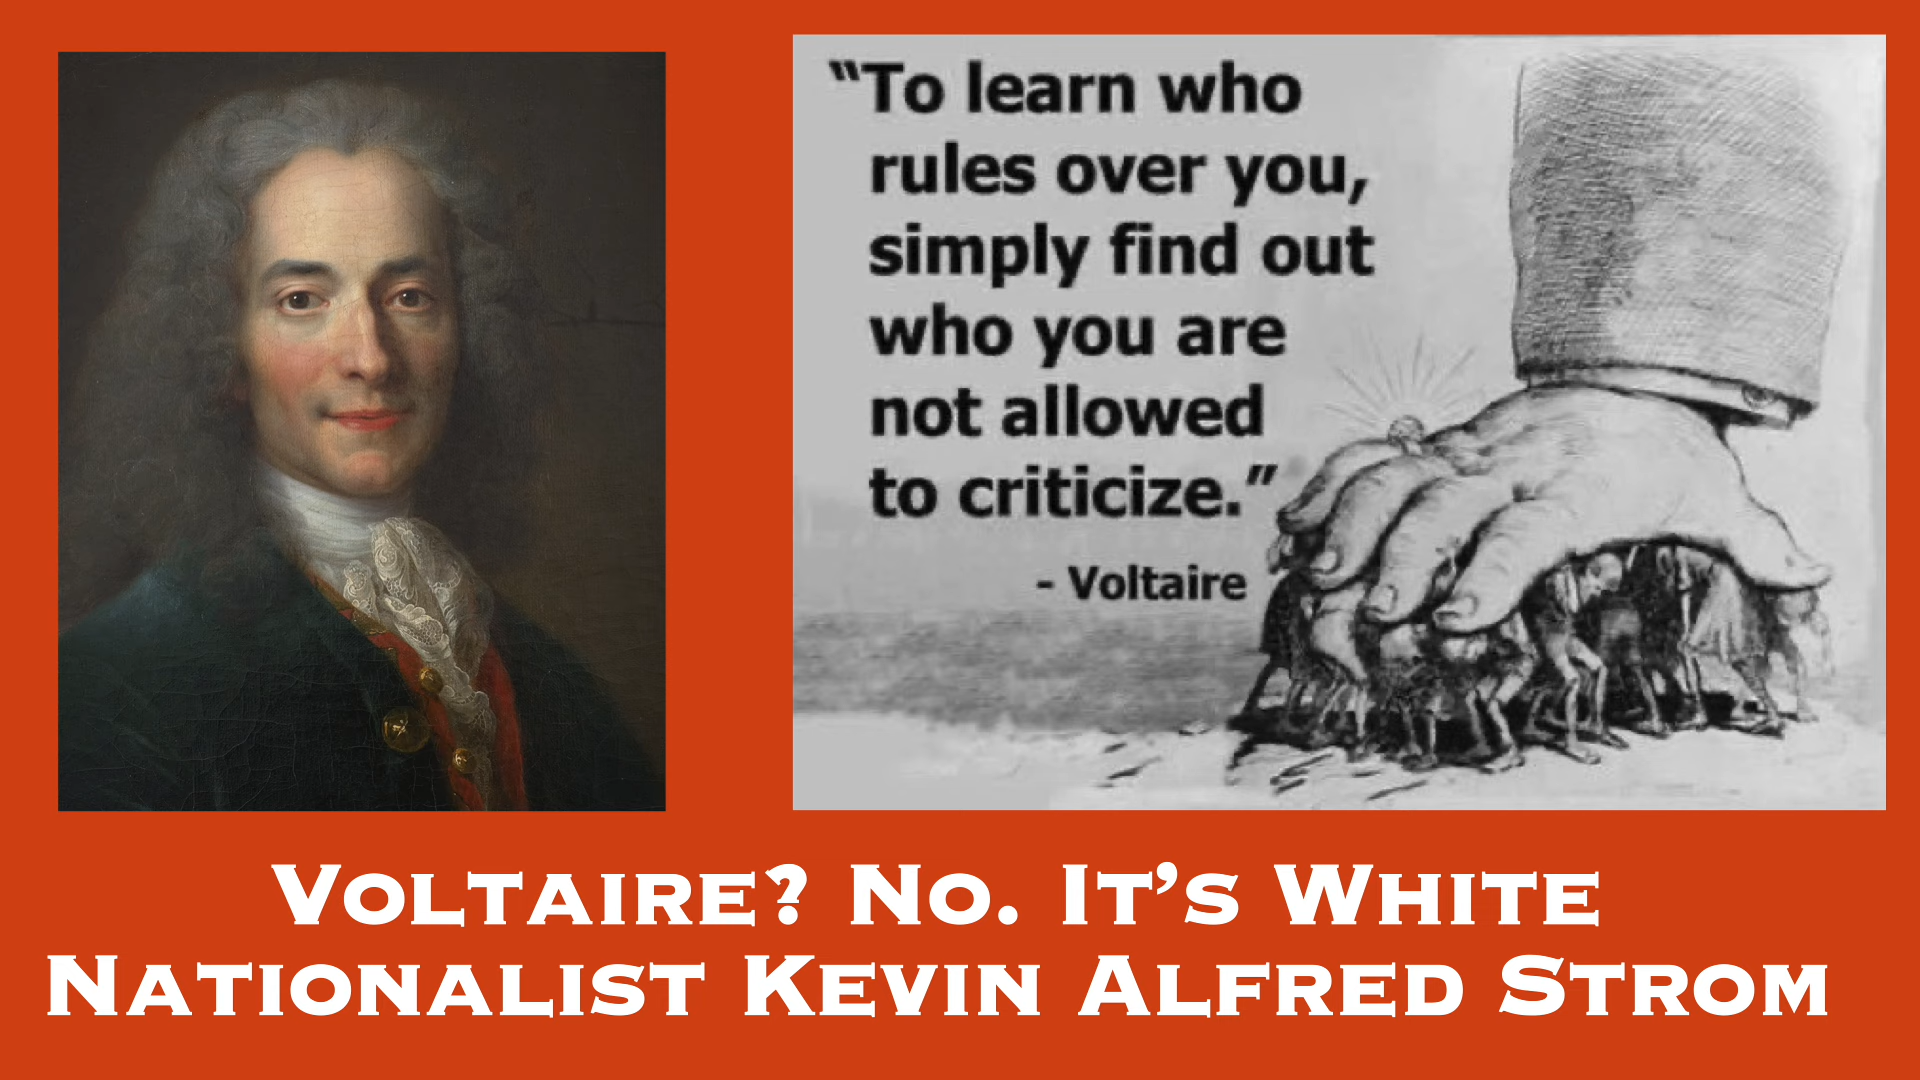 “To learn who
rules over you,
simply find out
who you are
not allowed
to criticize.”
- Voltaire
Voltaire? No. It’s White
Nationalist Kevin Alfred Strom